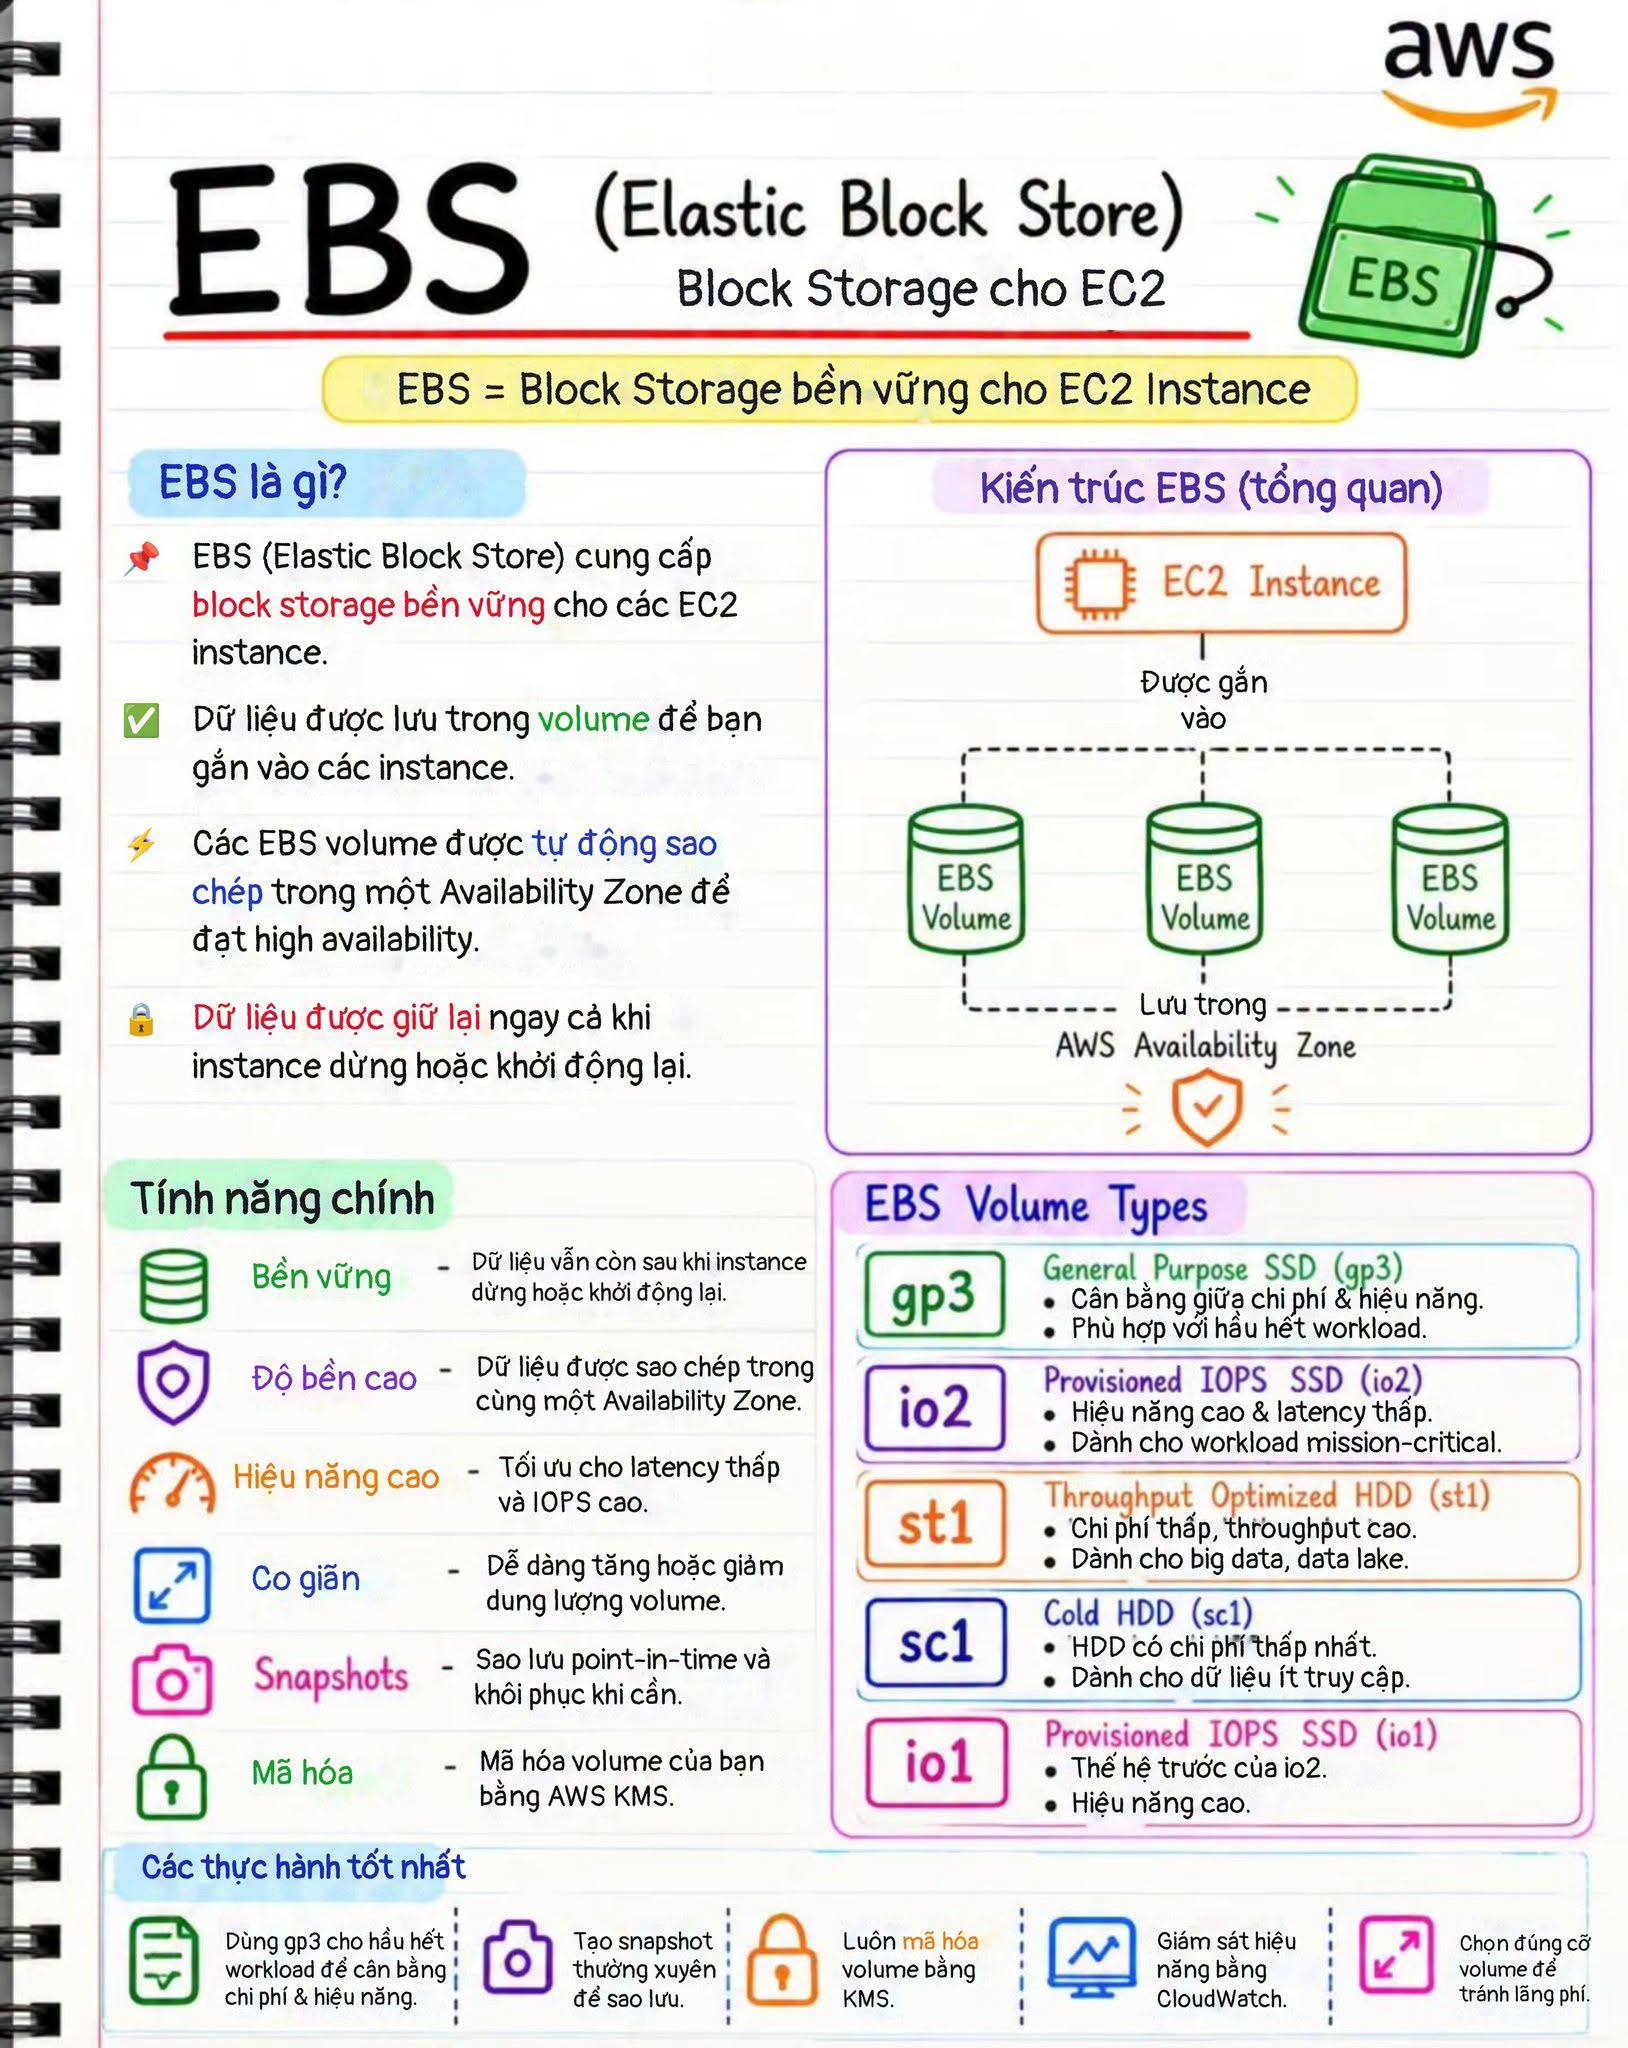 aws
EBS
(Elastic Block Store)
Block Storage cho EC2
EBS
EBS = Block Storage bền vững cho EC2 Instance
EBS là gì?
📌 EBS (Elastic Block Store) cung cấp
block storage bền vững cho các EC2
instance.
✅ Dữ liệu được lưu trong volume để bạn
gắn vào các instance.
⚡ Các EBS volume được tự động sao
chép trong một Availability Zone để
đạt high availability.
🔒 Dữ liệu được giữ lại ngay cả khi
instance dừng hoặc khởi động lại.
Kiến trúc EBS (tổng quan)
EC2 Instance
Được gắn
vào
EBS
Volume
EBS
Volume
EBS
Volume
Lưu trong
AWS Availability Zone
Tính năng chính
Bền vững - Dữ liệu vẫn còn sau khi instance
dừng hoặc khởi động lại.
Độ bền cao - Dữ liệu được sao chép trong
cùng một Availability Zone.
Hiệu năng cao - Tối ưu cho latency thấp
và IOPS cao.
Co giãn - Dễ dàng tăng hoặc giảm
dung lượng volume.
Snapshots - Sao lưu point-in-time và
khôi phục khi cần.
Mã hóa - Mã hóa volume của bạn
bằng AWS KMS.
EBS Volume Types
gp3
General Purpose SSD (gp3)
• Cân bằng giữa chi phí & hiệu năng.
• Phù hợp với hầu hết workload.
io2
Provisioned IOPS SSD (io2)
• Hiệu năng cao & latency thấp.
• Dành cho workload mission-critical.
st1
Throughput Optimized HDD (st1)
• Chi phí thấp, throughput cao.
• Dành cho big data, data lake.
sc1
Cold HDD (sc1)
• HDD có chi phí thấp nhất.
• Dành cho dữ liệu ít truy cập.
io1
Provisioned IOPS SSD (io1)
• Thế hệ trước của io2.
• Hiệu năng cao.
Các thực hành tốt nhất
Dùng gp3 cho hầu hết
workload để cân bằng
chi phí & hiệu năng.
Tạo snapshot
thường xuyên
để sao lưu.
Luôn mã hóa
volume bằng
KMS.
Giám sát hiệu
năng bằng
CloudWatch.
Chọn đúng cỡ
volume để
tránh lãng phí.